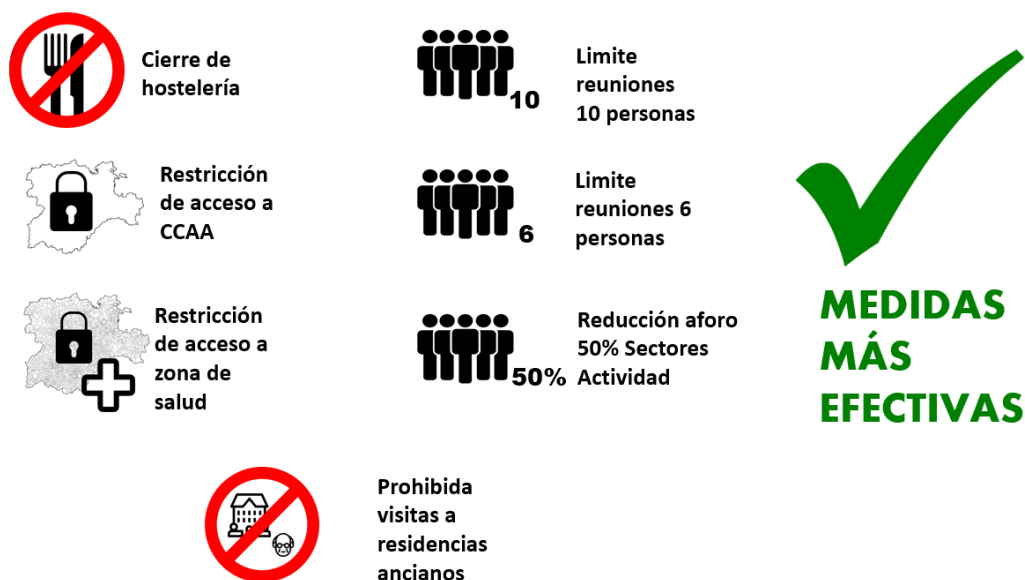 Cierre de
hostelería
10
Limite
reuniones
10 personas
Restricción
de acceso a
CCAA
6
Limite
reuniones 6
personas
Restricción
de acceso a
zona de
salud
50%
Reducción aforo
50% Sectores
Actividad
MEDIDAS
MÁS
EFECTIVAS
Prohibida
visitas a
residencias
ancianos